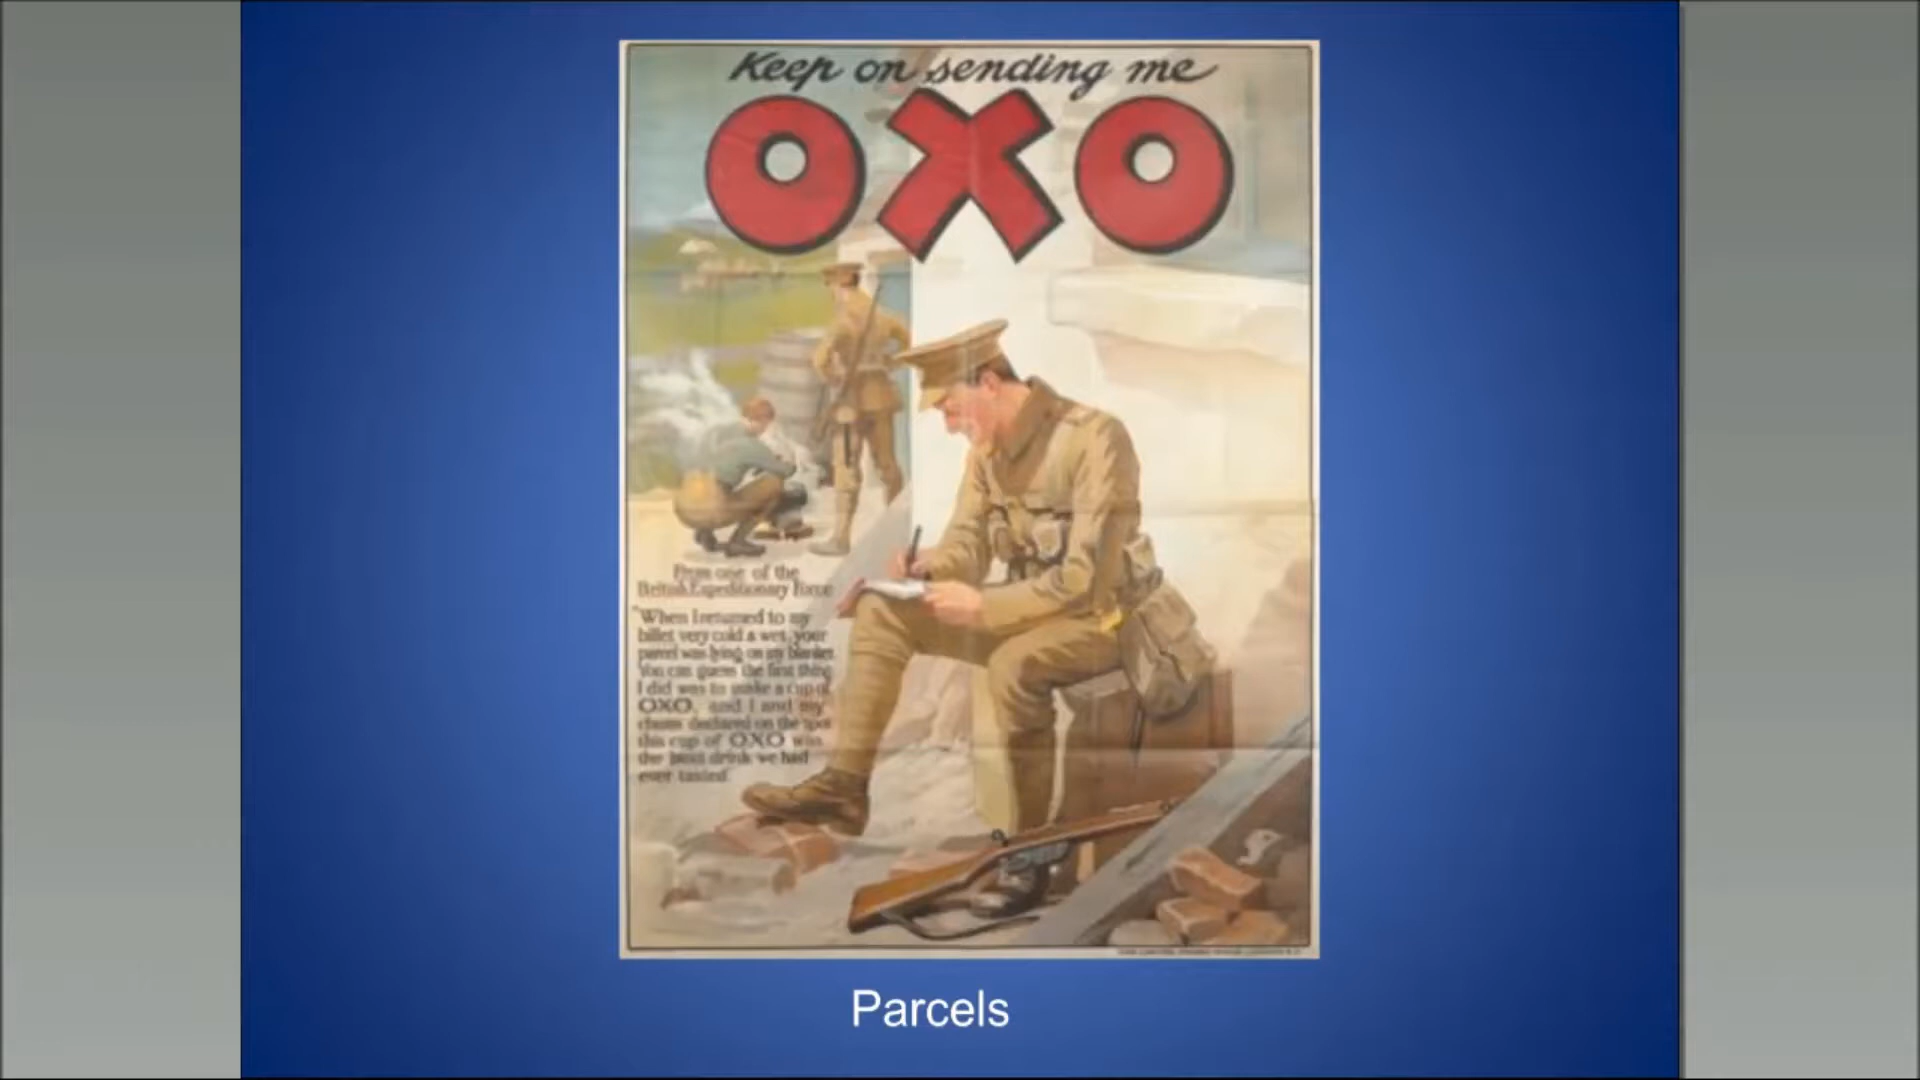 Keep on sending me
OXO
From one of the
British Expeditionary Force
"When I returned to my
billet very cold & wet, your
parcel was lying on my blanket.
You can guess the first thing
I did was to make a cup of
OXO, and I and my
chums declared on the spot
this cup of OXO was
the best drink we had
ever tasted.
Parcels